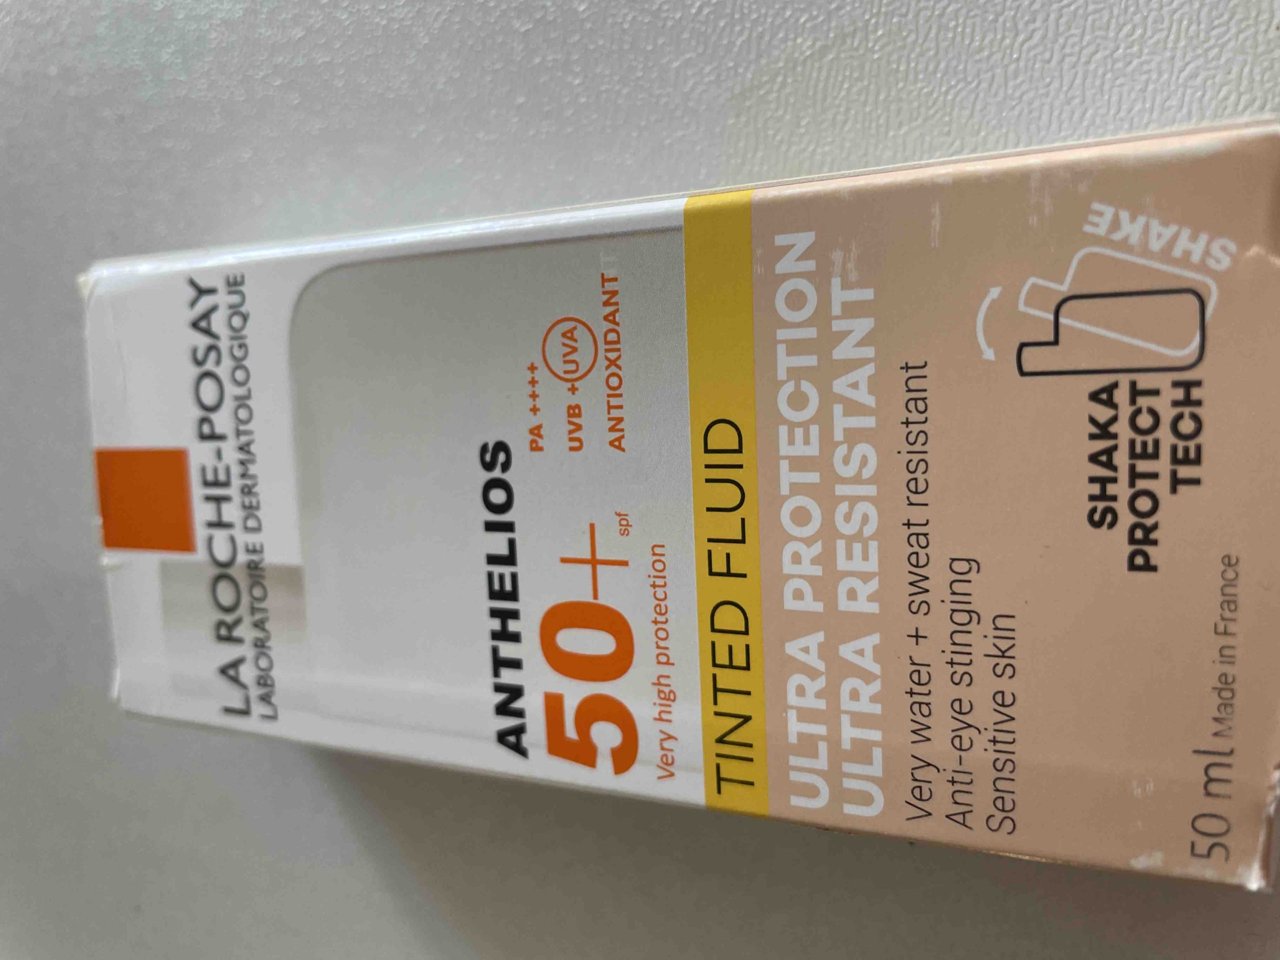 LA ROCHE-POSAY
LABORATOIRE DERMATOLOGIQUE
ANTHELIOS
50+
spf
PA ++++
UVB +UVA
ANTIOXIDANT
Very high protection
TINTED FLUID
ULTRA PROTECTION
ULTRA RESISTANT
Very water + sweat resistant
Anti-eye stinging
Sensitive skin
SHAKA
PROTECT
TECH
SHAKE
50 ml Made in France